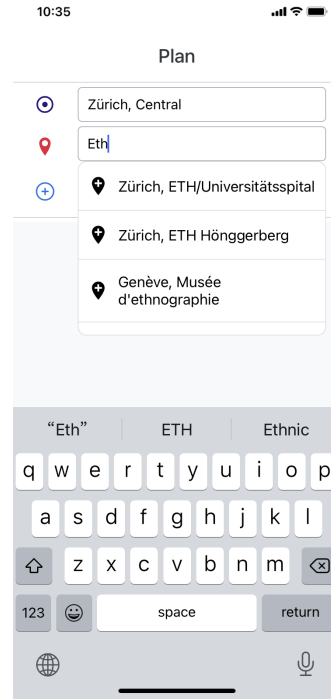 10:35
Plan
Zürich, Central
Eth
Zürich, ETH/Universitätsspital
Zürich, ETH Hönggerberg
Genève, Musée
d'ethnographie
“Eth”
ETH
Ethnic
q w e r t y u i o p
a s d f g h j k l
z x c v b n m
123 space return